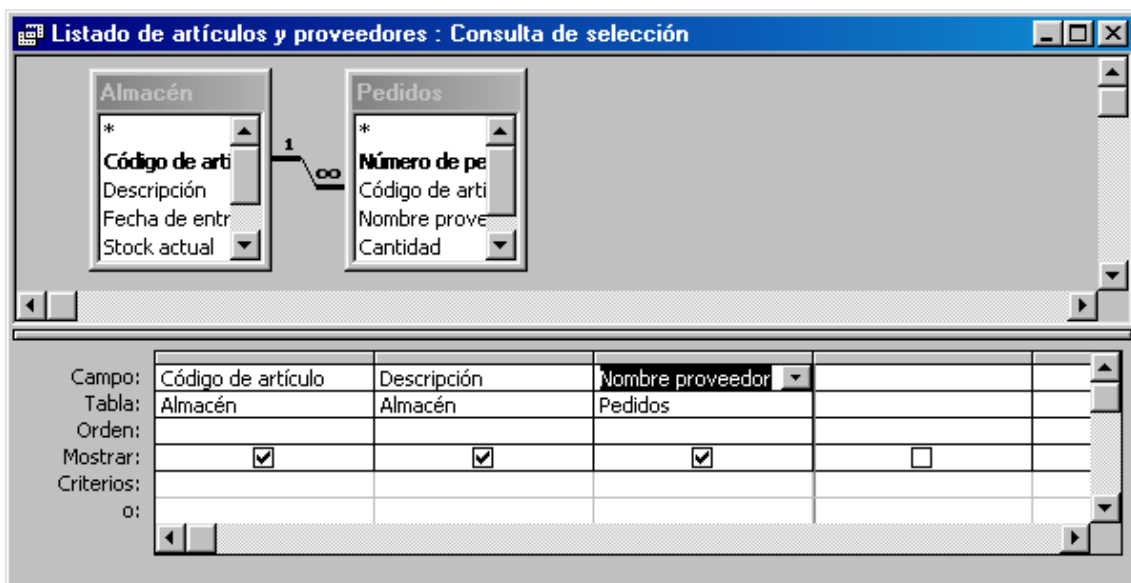 Listado de artículos y proveedores : Consulta de selección
Almacén
*
Código de artí
Descripción
Fecha de entr
Stock actual
1
∞
Pedidos
*
Número de pe
Código de artí
Nombre prove
Cantidad
Campo: Código de artículo Descripción Nombre proveedor
Tabla: Almacén Almacén Pedidos
Orden:
Mostrar:
Criterios:
o: